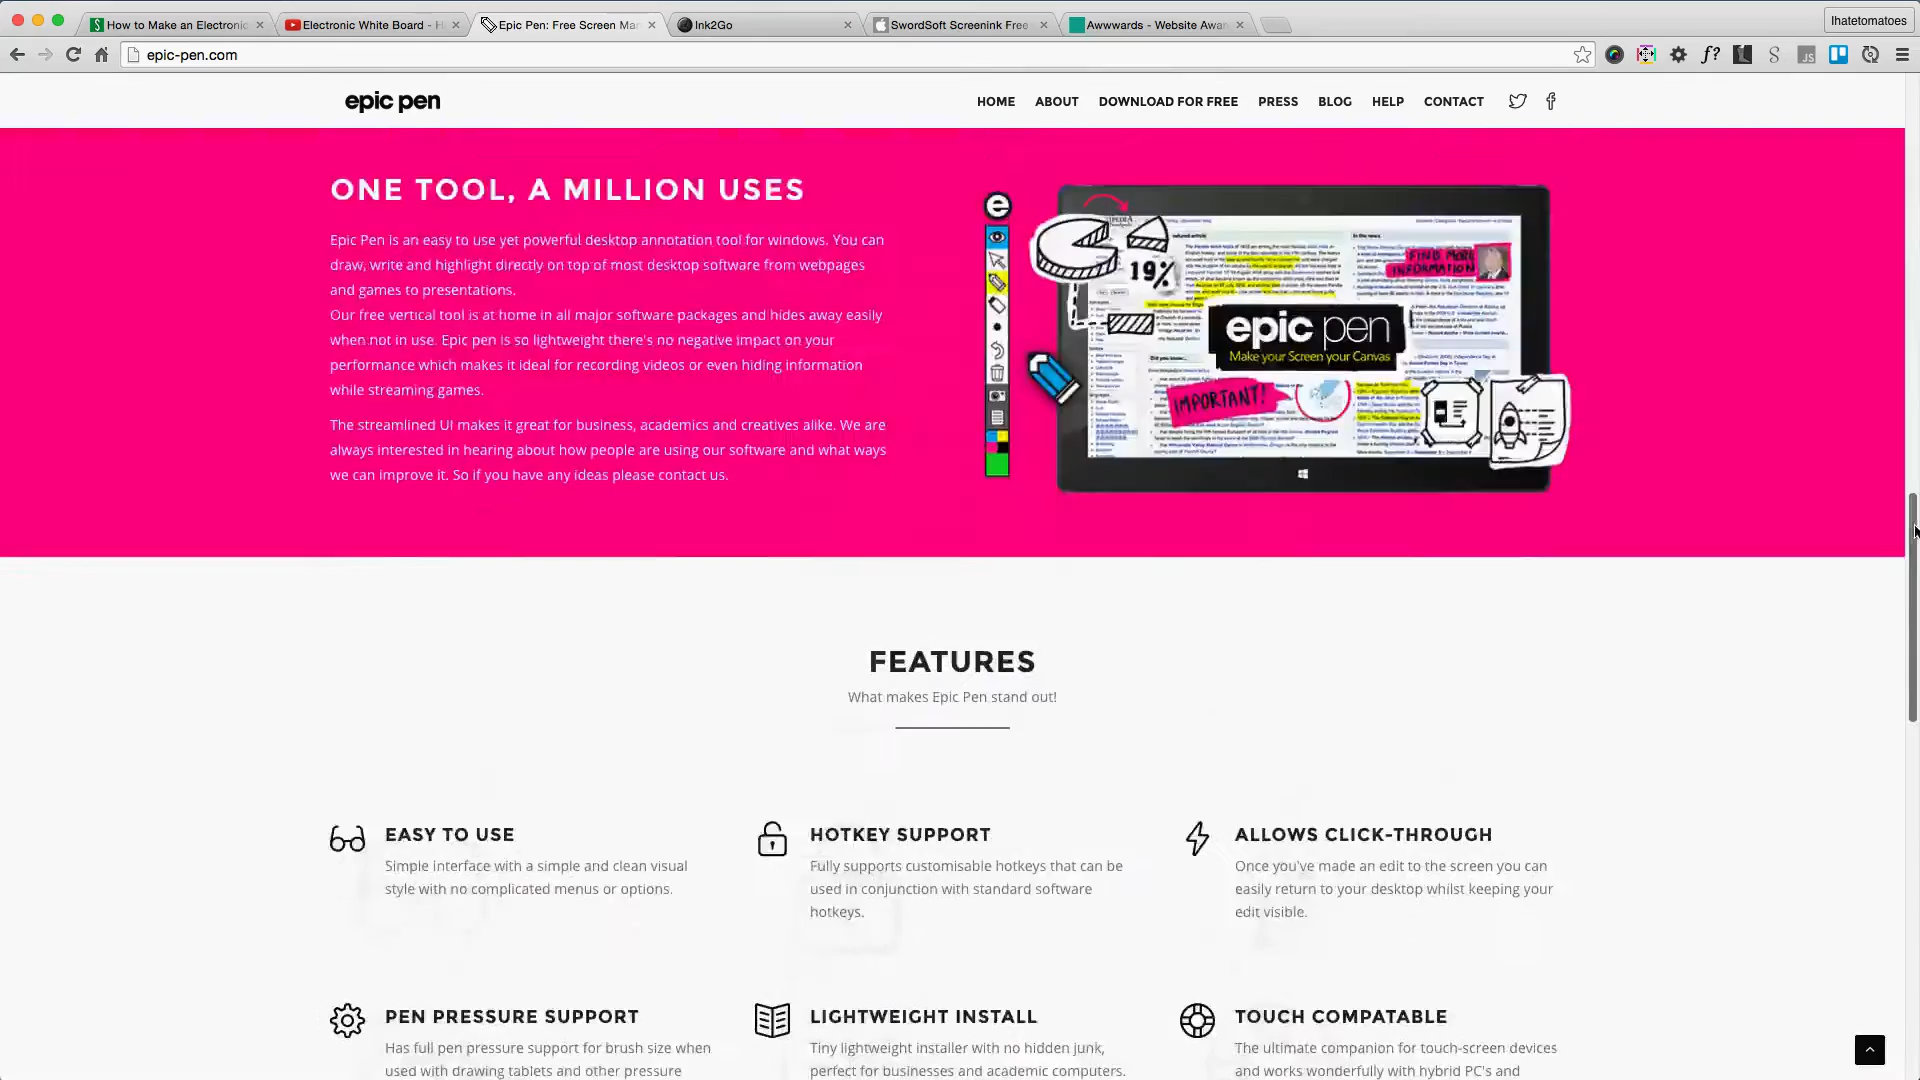 How to Make an Electronic
Electronic White Board - H
Epic Pen: Free Screen Mar
Ink2Go
SwordSoft Screenink Free
Awwwards - Website Awar
Ihatetomatoes
epic-pen.com
epic pen
HOME
ABOUT
DOWNLOAD FOR FREE
PRESS
BLOG
HELP
CONTACT
ONE TOOL, A MILLION USES
Epic Pen is an easy to use yet powerful desktop annotation tool for windows. You can
draw, write and highlight directly on top of most desktop software from webpages
and games to presentations.
Our free vertical tool is at home in all major software packages and hides away easily
when not in use. Epic pen is so lightweight there's no negative impact on your
performance which makes it ideal for recording videos or even hiding information
while streaming games.
The streamlined UI makes it great for business, academics and creatives alike. We are
always interested in hearing about how people are using our software and what ways
we can improve it. So if you have any ideas please contact us.
e
19%
FIND MORE
INFORMATION
epic pen
Make your Screen your Canvas
Did you know...
IMPORTANT!
FEATURES
What makes Epic Pen stand out!
EASY TO USE
Simple interface with a simple and clean visual
style with no complicated menus or options.
HOTKEY SUPPORT
Fully supports customisable hotkeys that can be
used in conjunction with standard software
hotkeys.
ALLOWS CLICK-THROUGH
Once you've made an edit to the screen you can
easily return to your desktop whilst keeping your
edit visible.
PEN PRESSURE SUPPORT
Has full pen pressure support for brush size when
used with drawing tablets and other pressure
LIGHTWEIGHT INSTALL
Tiny lightweight installer with no hidden junk,
perfect for businesses and academic computers.
TOUCH COMPATABLE
The ultimate companion for touch-screen devices
and works wonderfully with hybrid PC's and